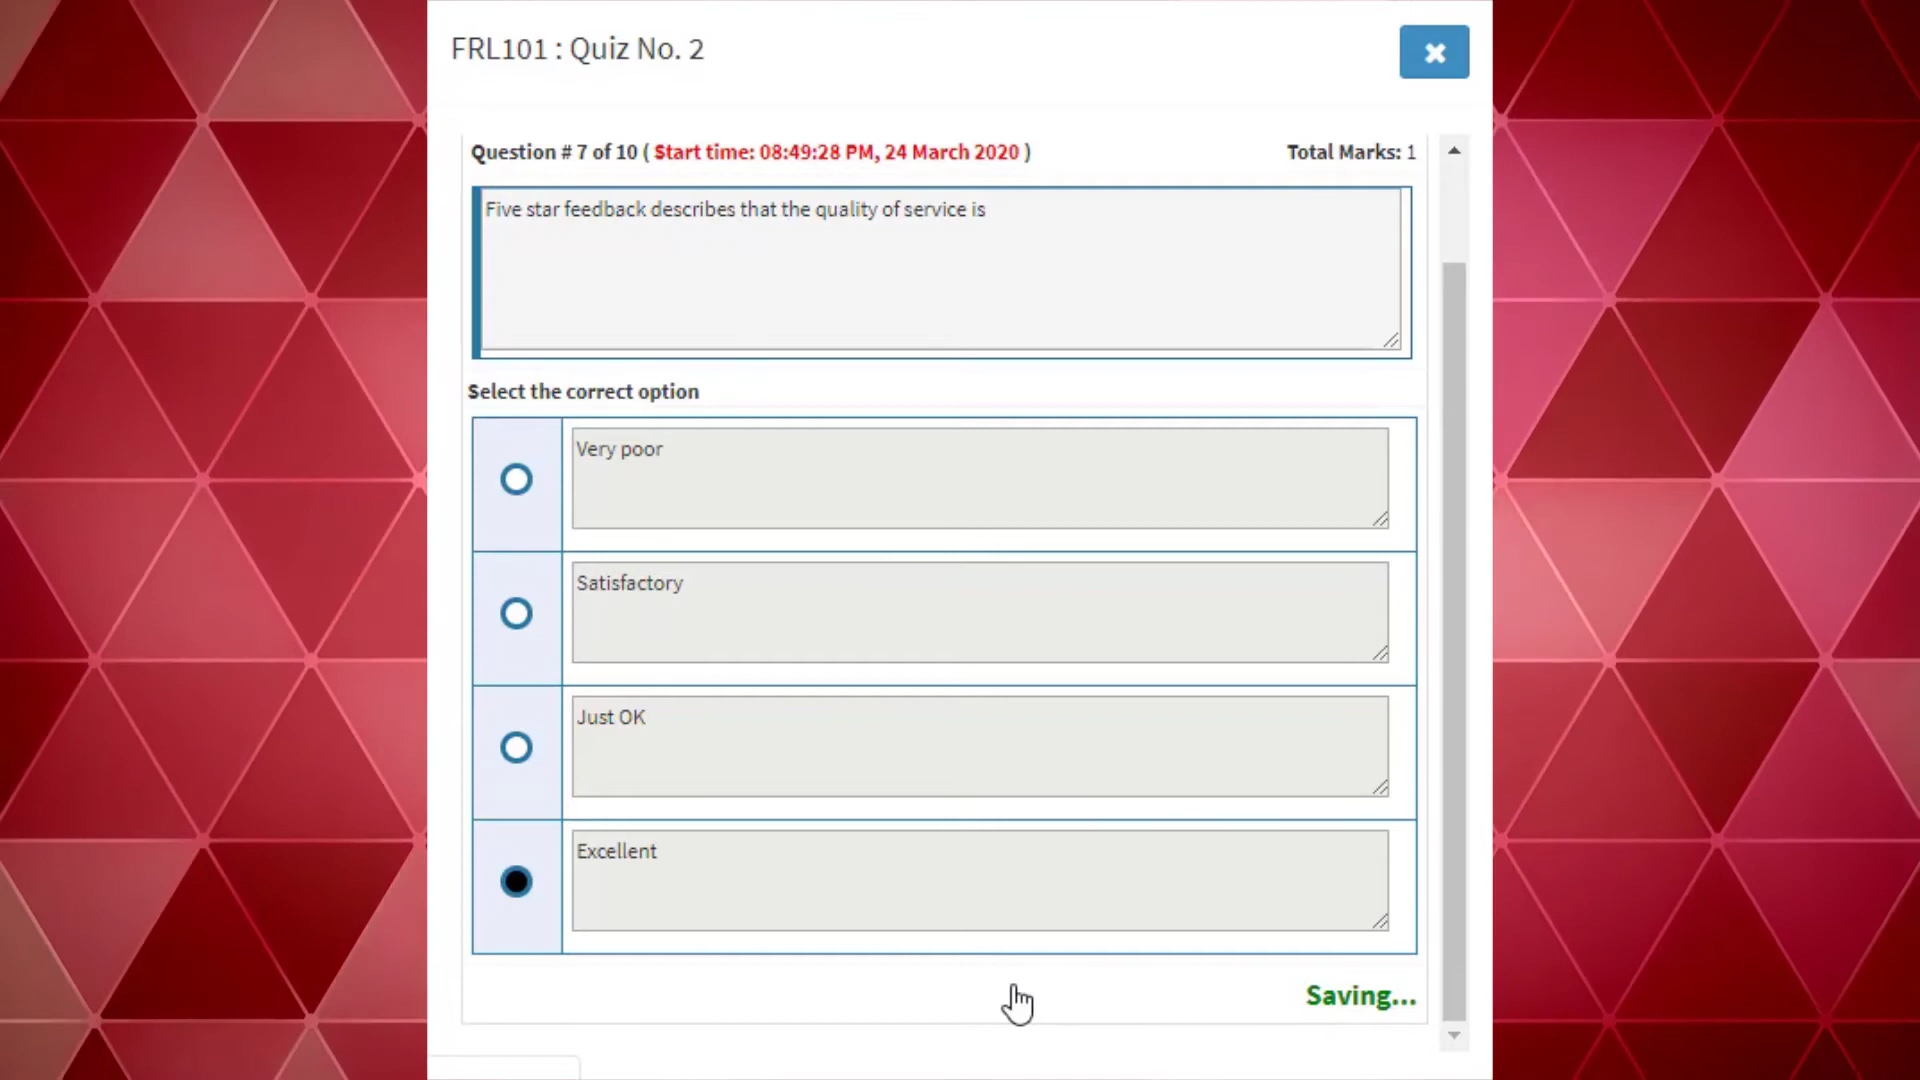 FRL101 : Quiz No. 2
Question # 7 of 10 ( Start time: 08:49:28 PM, 24 March 2020 ) Total Marks: 1
Five star feedback describes that the quality of service is
Select the correct option
Very poor
Satisfactory
Just OK
Excellent
Saving...